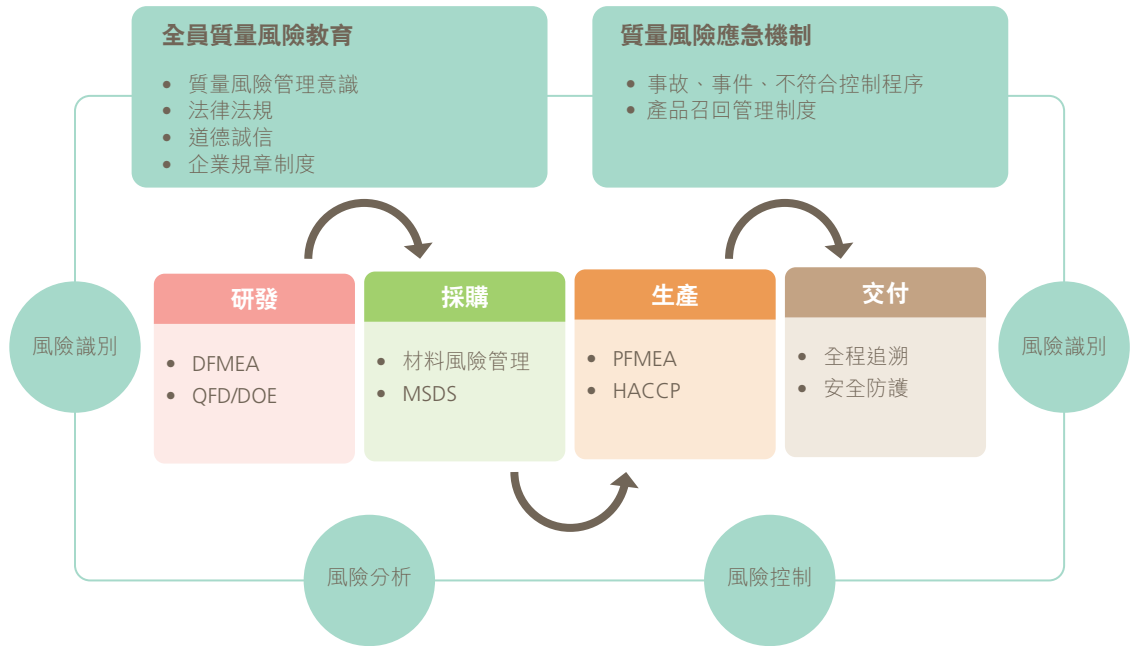 全員質量風險教育
• 質量風險管理意識
• 法律法規
• 道德誠信
• 企業規章制度
質量風險應急機制
• 事故、事件、不符合控制程序
• 產品召回管理制度
研發
• DFMEA
• QFD/DOE
採購
• 材料風險管理
• MSDS
生產
• PFMEA
• HACCP
交付
• 全程追溯
• 安全防護
風險識別
風險識別
風險分析
風險控制